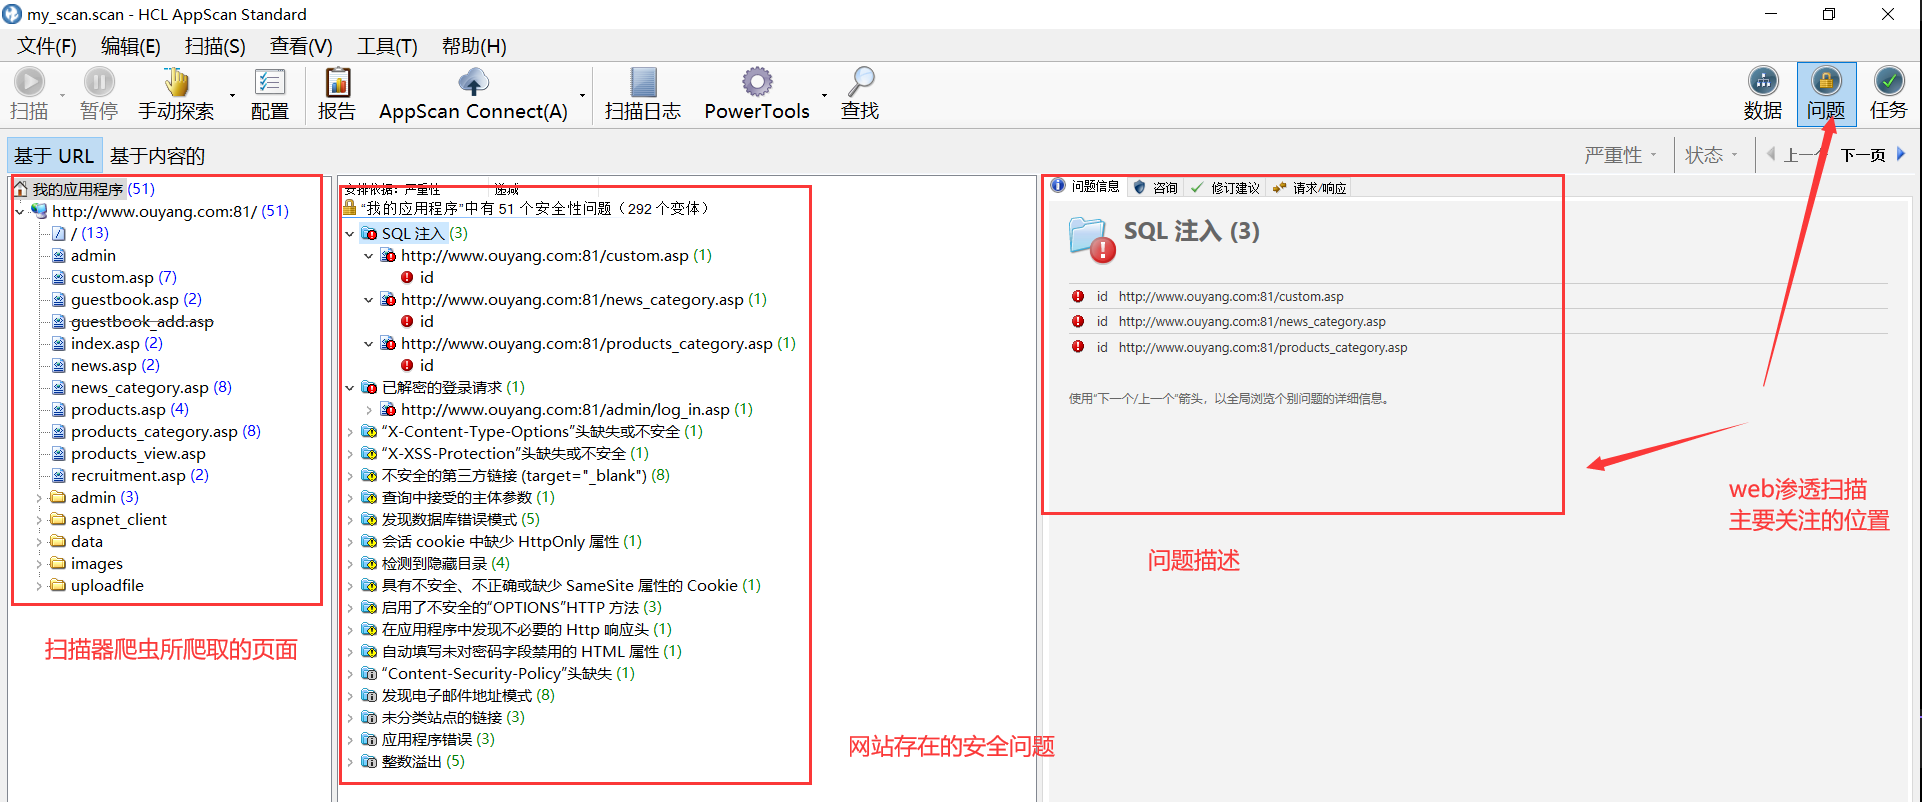 my_scan.scan - HCL AppScan Standard
文件(F) 编辑(E) 扫描(S) 查看(V) 工具(T) 帮助(H)
扫描 暂停 手动探索 配置 报告 AppScan Connect(A) 扫描日志 PowerTools 查找 数据 问题 任务
基于 URL 基于内容的 严重性 状态 上一个 下一页
我的应用程序 (51)
http://www.ouyang.com:81/ (51)
/ (13)
admin
custom.asp (7)
guestbook.asp (2)
guestbook_add.asp
index.asp (2)
news.asp (2)
news_category.asp (8)
products.asp (4)
products_category.asp (8)
products_view.asp
recruitment.asp (2)
admin (3)
aspnet_client
data
images
uploadfile
扫描器爬虫所爬取的页面
安排依据：严重性 递减
“我的应用程序”中有 51 个安全性问题（292 个变体）
SQL 注入 (3)
http://www.ouyang.com:81/custom.asp (1)
id
http://www.ouyang.com:81/news_category.asp (1)
id
http://www.ouyang.com:81/products_category.asp (1)
id
已解密的登录请求 (1)
http://www.ouyang.com:81/admin/log_in.asp (1)
“X-Content-Type-Options”头缺失或不安全 (1)
“X-XSS-Protection”头缺失或不安全 (1)
不安全的第三方链接 (target="_blank") (8)
查询中接受的主体参数 (1)
发现数据库错误模式 (5)
会话 cookie 中缺少 HttpOnly 属性 (1)
检测到隐藏目录 (4)
具有不安全、不正确或缺少 SameSite 属性的 Cookie (1)
启用了不安全的“OPTIONS”HTTP 方法 (3)
在应用程序中发现不必要的 Http 响应头 (1)
自动填写未对密码字段禁用的 HTML 属性 (1)
“Content-Security-Policy”头缺失 (1)
发现电子邮件地址模式 (8)
未分类站点的链接 (3)
应用程序错误 (3)
整数溢出 (5)
网站存在的安全问题
问题信息 咨询 修订建议 请求/响应
SQL 注入 (3)
id http://www.ouyang.com:81/custom.asp
id http://www.ouyang.com:81/news_category.asp
id http://www.ouyang.com:81/products_category.asp
使用“下一个/上一个”箭头，以全局浏览个别问题的详细信息。
问题描述
web渗透扫描
主要关注的位置